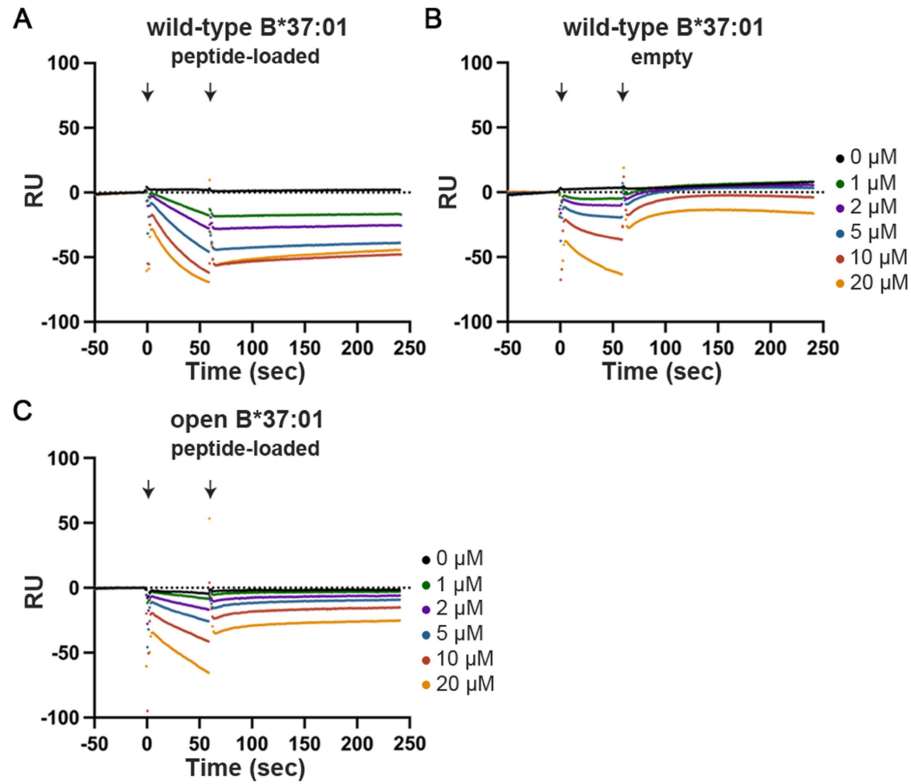 A
wild-type B*37:01
peptide-loaded
100
50
0
-50
-100
RU
-50 0 50 100 150 200 250
Time (sec)
B
wild-type B*37:01
empty
100
50
0
-50
-100
RU
-50 0 50 100 150 200 250
Time (sec)
0 µM
1 µM
2 µM
5 µM
10 µM
20 µM
C
open B*37:01
peptide-loaded
100
50
0
-50
-100
RU
-50 0 50 100 150 200 250
Time (sec)
0 µM
1 µM
2 µM
5 µM
10 µM
20 µM